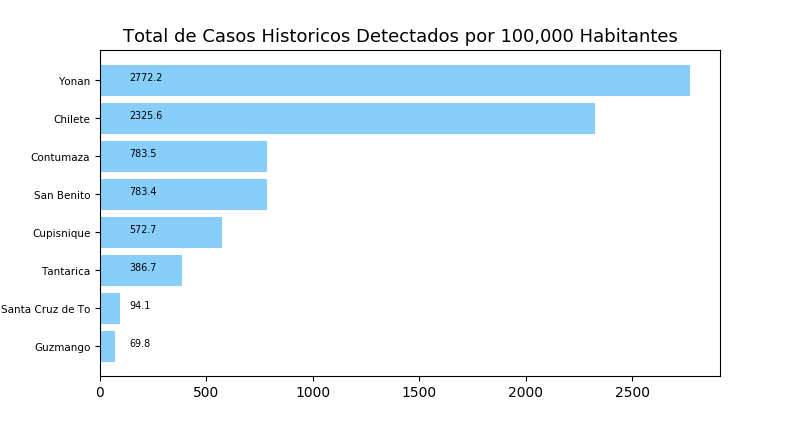 Total de Casos Historicos Detectados por 100,000 Habitantes
Yonan 2772.2
Chilete 2325.6
Contumaza 783.5
San Benito 783.4
Cupisnique 572.7
Tantarica 386.7
Santa Cruz de To 94.1
Guzmango 69.8
0 500 1000 1500 2000 2500